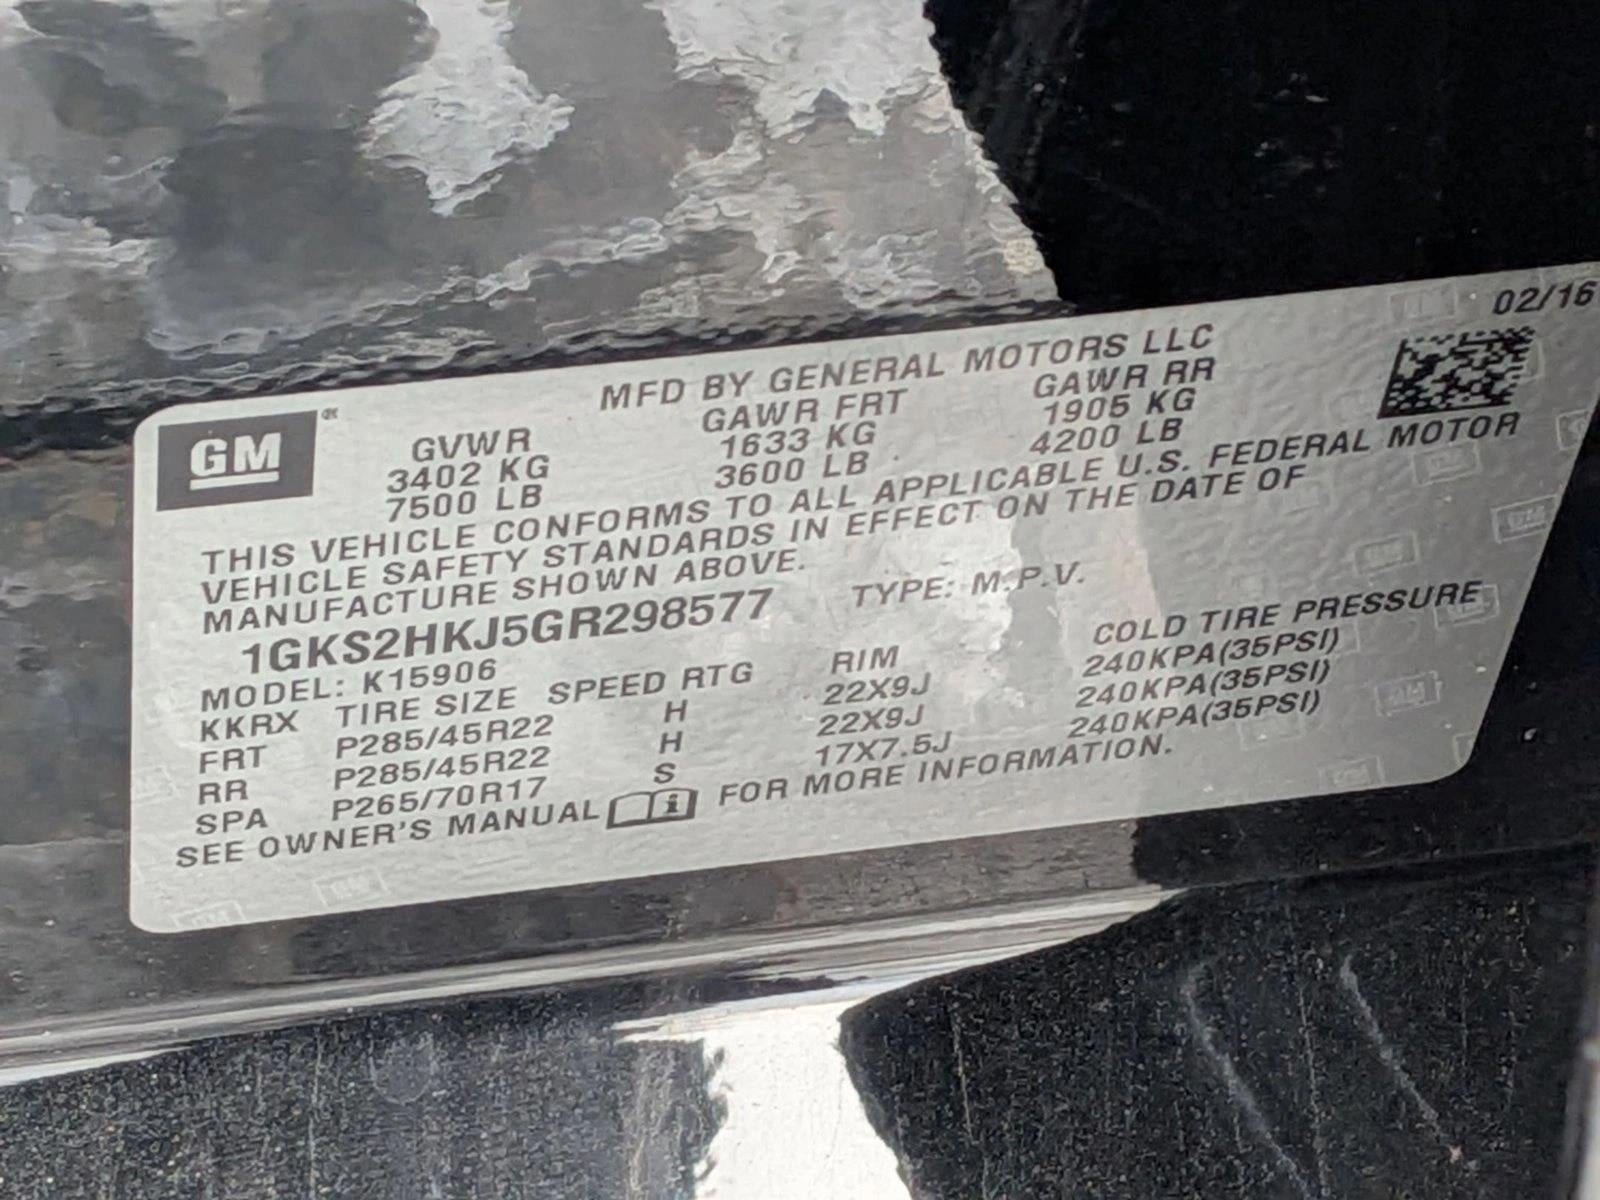 02/16
MFD BY GENERAL MOTORS LLC
GM ®
GVWR GAWR FRT GAWR RR
3402 KG 1633 KG 1905 KG
7500 LB 3600 LB 4200 LB
THIS VEHICLE CONFORMS TO ALL APPLICABLE U.S. FEDERAL MOTOR
VEHICLE SAFETY STANDARDS IN EFFECT ON THE DATE OF
MANUFACTURE SHOWN ABOVE.
1GKS2HKJ5GR298577 TYPE: M.P.V.
MODEL: K15906
KKRX TIRE SIZE SPEED RTG RIM COLD TIRE PRESSURE
FRT P285/45R22 H 22X9J 240KPA(35PSI)
RR P285/45R22 H 22X9J 240KPA(35PSI)
SPA P265/70R17 S 17X7.5J 240KPA(35PSI)
SEE OWNER'S MANUAL i FOR MORE INFORMATION.